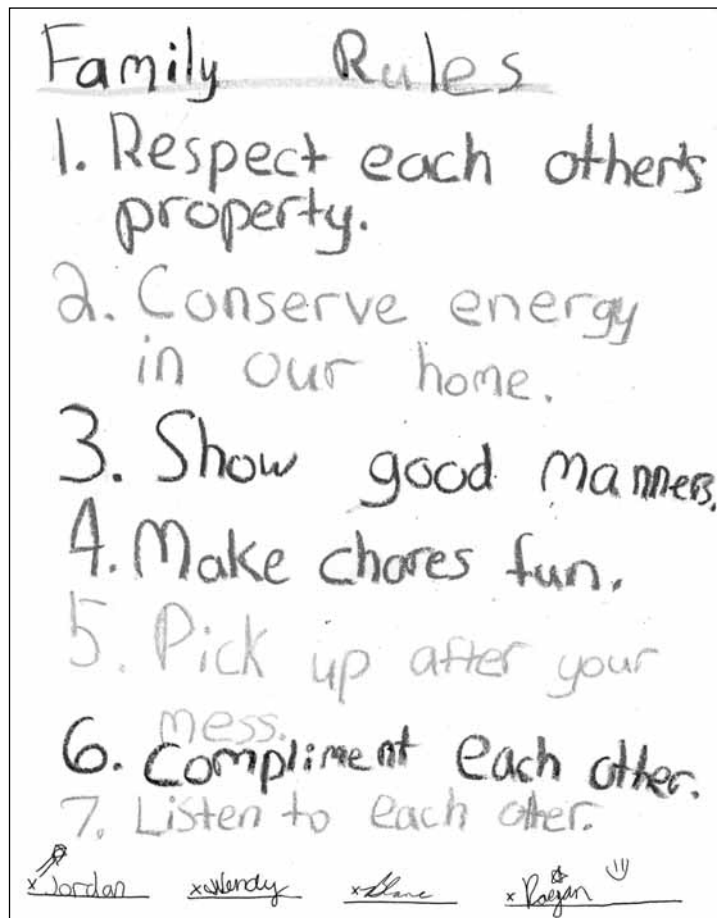 Family Rules
1. Respect each other's
property.
2. Conserve energy
in our home.
3. Show good manners.
4. Make chores fun.
5. Pick up after your
mess.
6. Compliment each other.
7. Listen to each other.
x Jordan x Wendy x Blane x Raegan